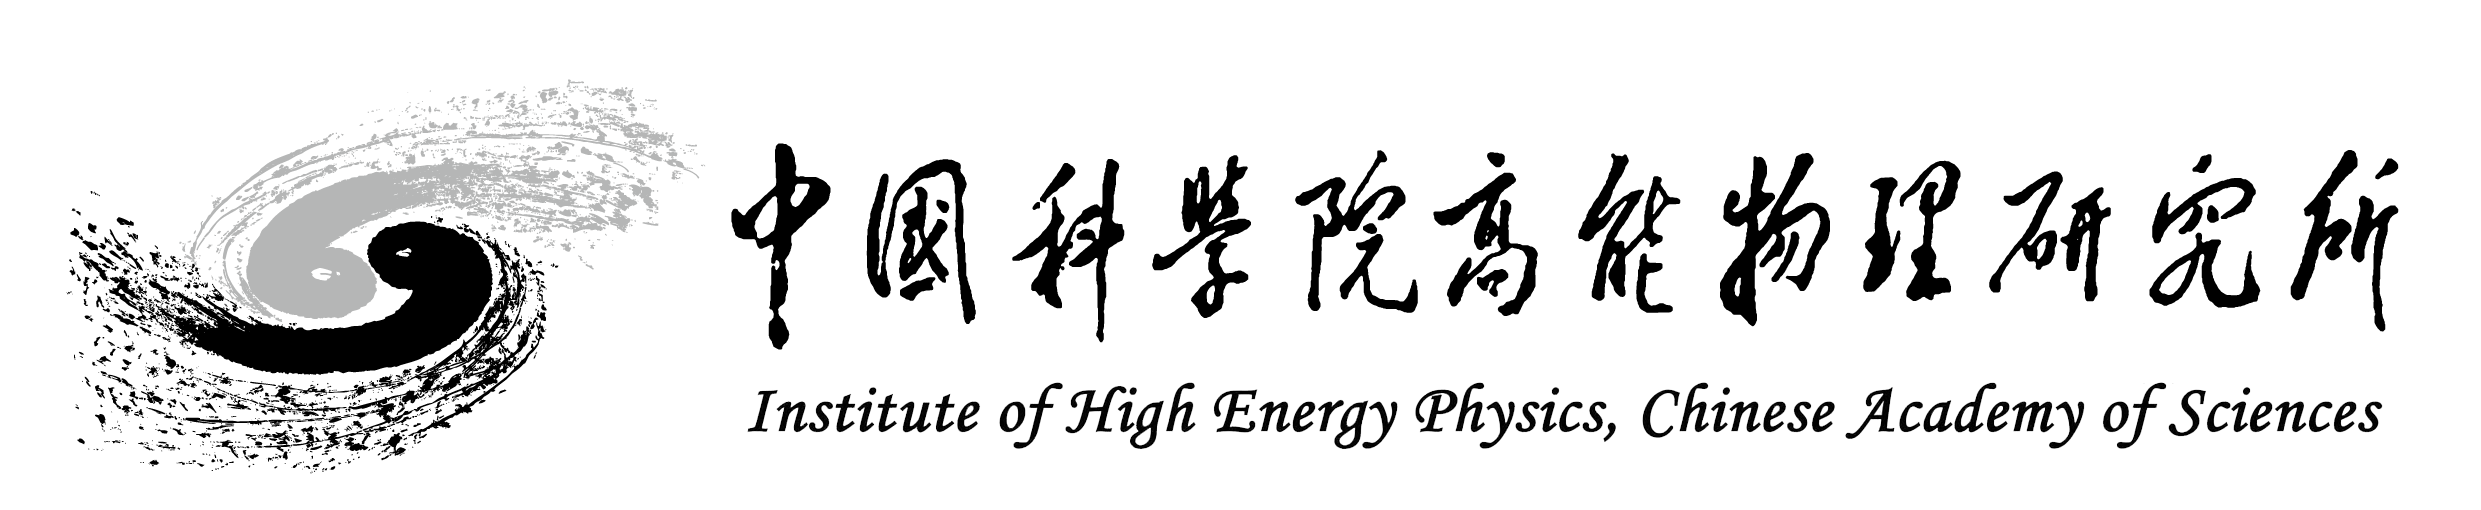 中國科學院高能物理研究所
Institute of High Energy Physics, Chinese Academy of Sciences